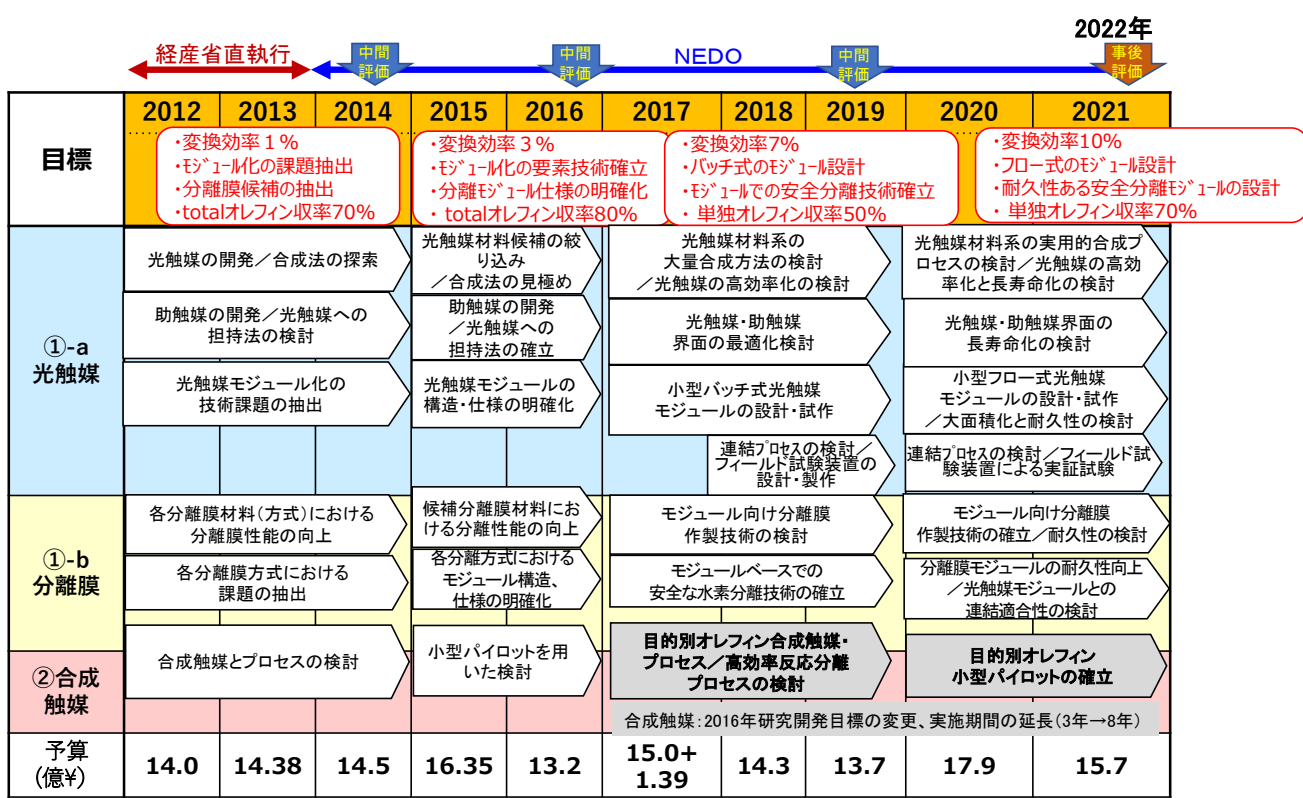 2022年
経産省直執行
中間
評価
中間
評価
NEDO
中間
評価
事後
評価
目標
2012
2013
2014
2015
2016
2017
2018
2019
2020
2021
・変換効率１%
・ﾓｼﾞｭｰﾙ化の課題抽出
・分離膜候補の抽出
・totalオレフィン収率70%
・変換効率３%
・ﾓｼﾞｭｰﾙ化の要素技術確立
・分離ﾓｼﾞｭｰﾙ仕様の明確化
・ totalオレフィン収率80%
・変換効率7%
・バッチ式のﾓｼﾞｭｰﾙ設計
・ﾓｼﾞｭｰﾙでの安全分離技術確立
・ 単独オレフィン収率50%
・変換効率10%
・フロー式のﾓｼﾞｭｰﾙ設計
・耐久性ある安全分離ﾓｼﾞｭｰﾙの設計
・ 単独オレフィン収率70%
①-a
光触媒
光触媒の開発／合成法の探索
光触媒材料候補の絞
り込み
／合成法の見極め
光触媒材料系の
大量合成方法の検討
／光触媒の高効率化の検討
光触媒材料系の実用的合成プ
ロセスの検討／光触媒の高効
率化と長寿命化の検討
助触媒の開発／光触媒への
担持法の検討
助触媒の開発
／光触媒への
担持法の確立
光触媒・助触媒
界面の最適化検討
光触媒・助触媒界面の
長寿命化の検討
光触媒モジュール化の
技術課題の抽出
光触媒モジュールの
構造・仕様の明確化
小型バッチ式光触媒
モジュールの設計・試作
小型フロー式光触媒
モジュールの設計・試作
／大面積化と耐久性の検討
連結ﾌﾟﾛｾｽの検討／
フィールド試験装置の
設計・製作
連結ﾌﾟﾛｾｽの検討／フィールド試
験装置による実証試験
①-b
分離膜
各分離膜材料（方式）における
分離膜性能の向上
候補分離膜材料にお
ける分離性能の向上
モジュール向け分離膜
作製技術の検討
モジュール向け分離膜
作製技術の確立／耐久性の検討
各分離膜方式における
課題の抽出
各分離方式における
モジュール構造、
仕様の明確化
モジュールベースでの
安全な水素分離技術の確立
分離膜モジュールの耐久性向上
／光触媒モジュールとの
連結適合性の検討
②合成
触媒
合成触媒とプロセスの検討
小型パイロットを用
いた検討
目的別オレフィン合成触媒・
プロセス／高効率反応分離
プロセスの検討
目的別オレフィン
小型パイロットの確立
合成触媒：2016年研究開発目標の変更、実施期間の延長（3年→8年）
予算
(億¥)
14.0
14.38
14.5
16.35
13.2
15.0+
1.39
14.3
13.7
17.9
15.7